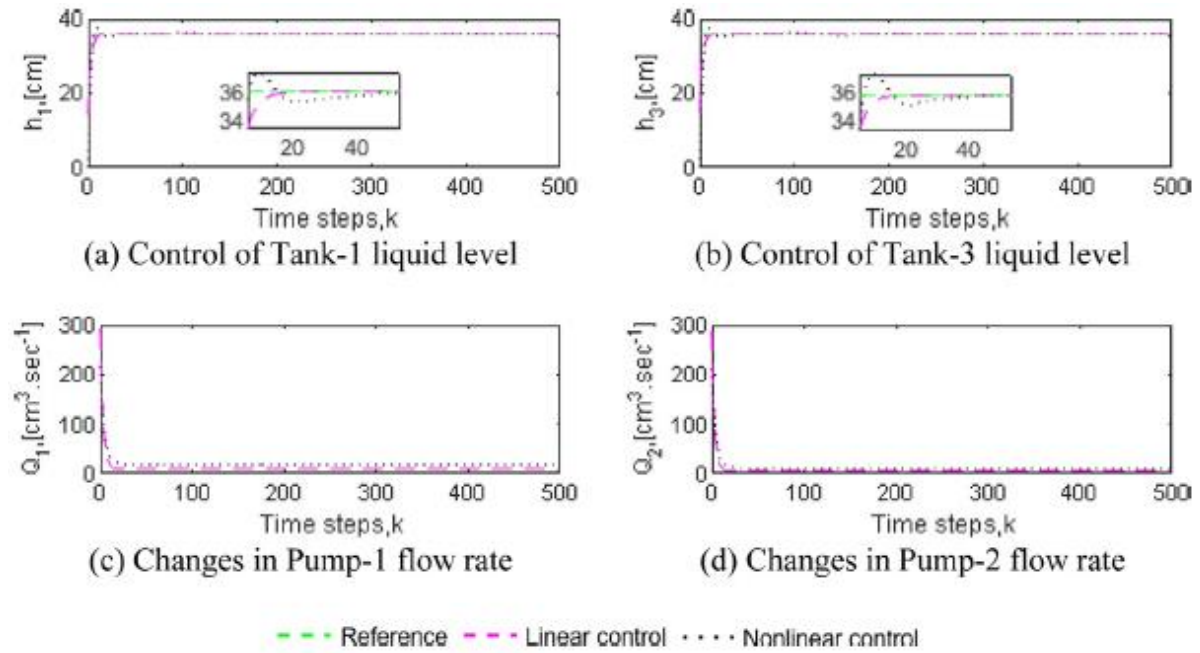 40
20
0
h1,[cm]
36
34
20 40
0 100 200 300 400 500
Time steps,k
(a) Control of Tank-1 liquid level
40
20
0
h3,[cm]
36
34
20 40
0 100 200 300 400 500
Time steps,k
(b) Control of Tank-3 liquid level
300
200
100
0
Q1,[cm³.sec⁻¹]
0 100 200 300 400 500
Time steps,k
(c) Changes in Pump-1 flow rate
300
200
100
0
Q2,[cm³.sec⁻¹]
0 100 200 300 400 500
Time steps,k
(d) Changes in Pump-2 flow rate
Reference Linear control Nonlinear control